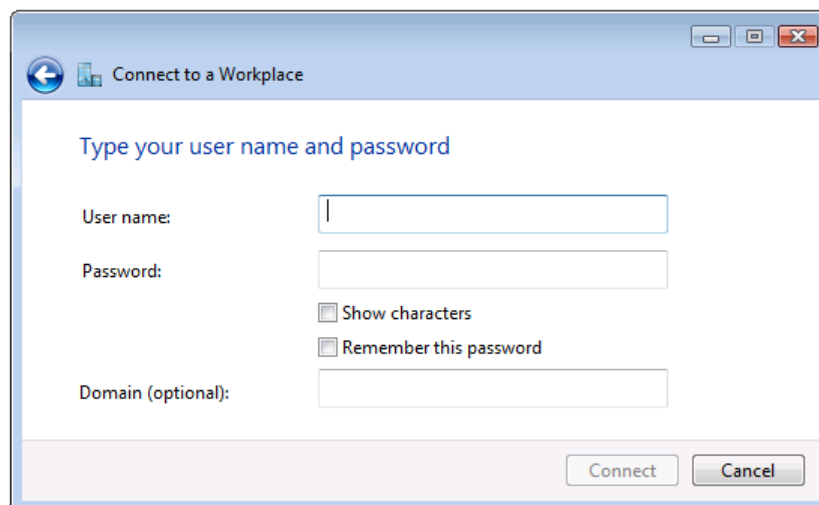 Connect to a Workplace
Type your user name and password
User name:
Password:
Show characters
Remember this password
Domain (optional):
Connect Cancel